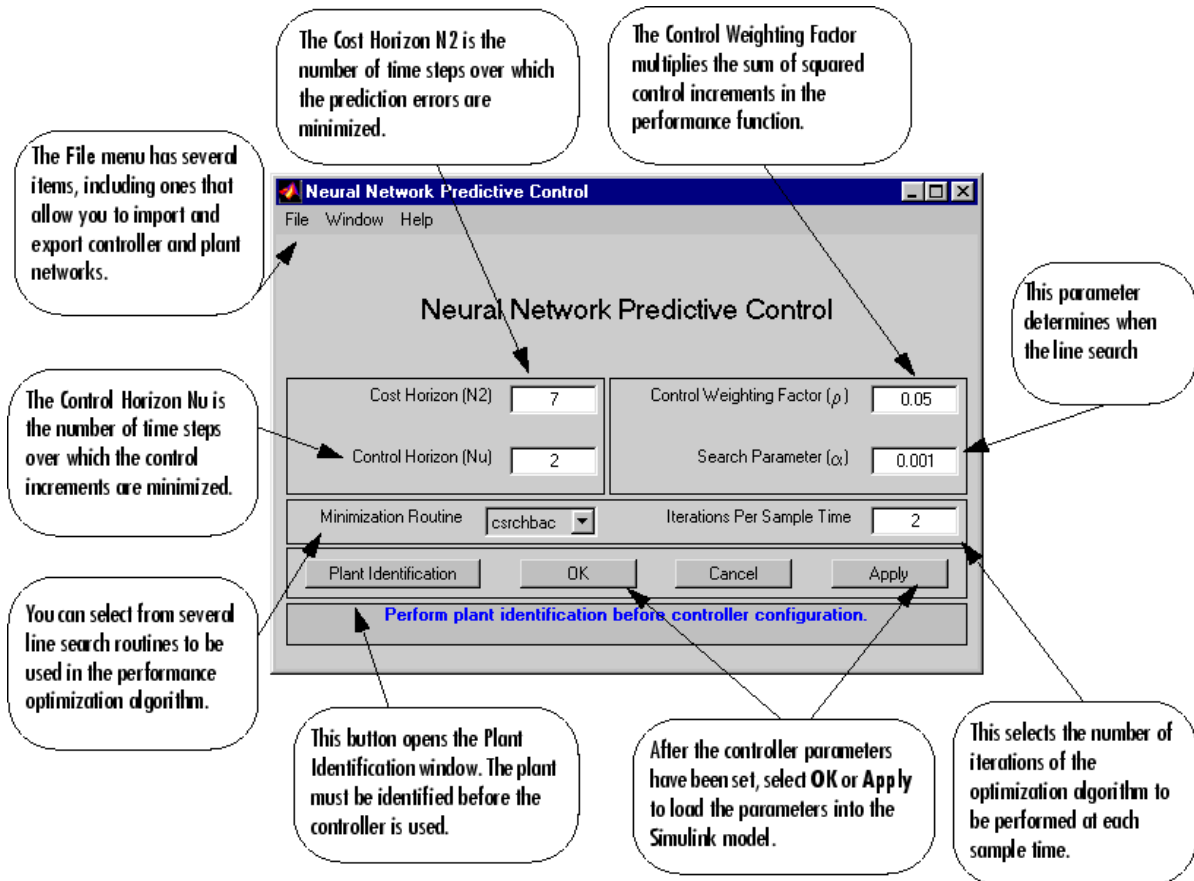 The Cost Horizon N2 is the
number of time steps over which
the prediction errors are
minimized.
The Control Weighting Factor
multiplies the sum of squared
control increments in the
performance function.
The File menu has several
items, including ones that
allow you to import and
export controller and plant
networks.
Neural Network Predictive Control
File Window Help
Neural Network Predictive Control
This parameter
determines when
the line search
The Control Horizon Nu is
the number of time steps
over which the control
increments are minimized.
Cost Horizon (N2) 7
Control Weighting Factor (ρ) 0.05
Control Horizon (Nu) 2
Search Parameter (α) 0.001
Minimization Routine csrchbac
Iterations Per Sample Time 2
Plant Identification OK Cancel Apply
Perform plant identification before controller configuration.
You can select from several
line search routines to be
used in the performance
optimization algorithm.
This button opens the Plant
Identification window. The plant
must be identified before the
controller is used.
After the controller parameters
have been set, select OK or Apply
to load the parameters into the
Simulink model.
This selects the number of
iterations of the
optimization algorithm to
be performed at each
sample time.